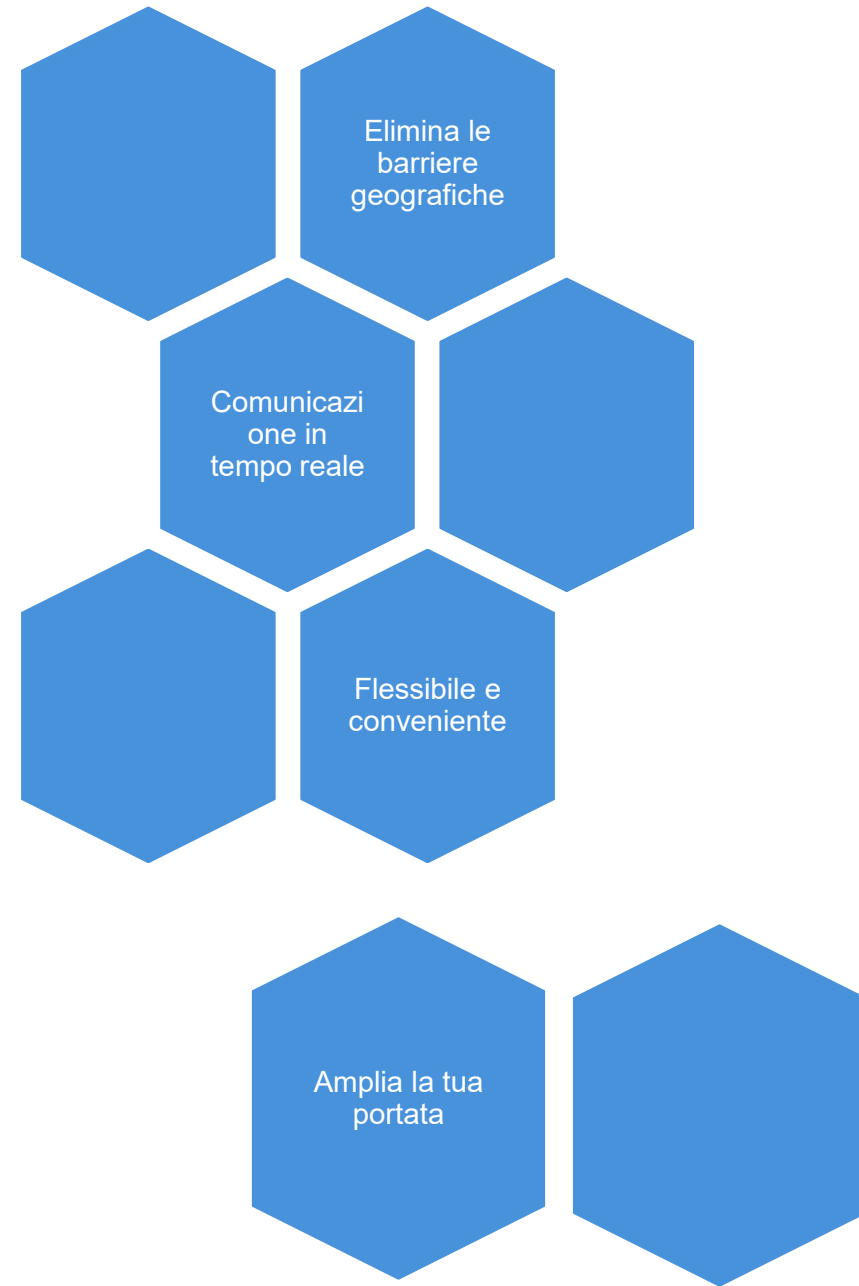 Elimina le
barriere
geografiche
Comunicazi
one in
tempo reale
Flessibile e
conveniente
Amplia la tua
portata